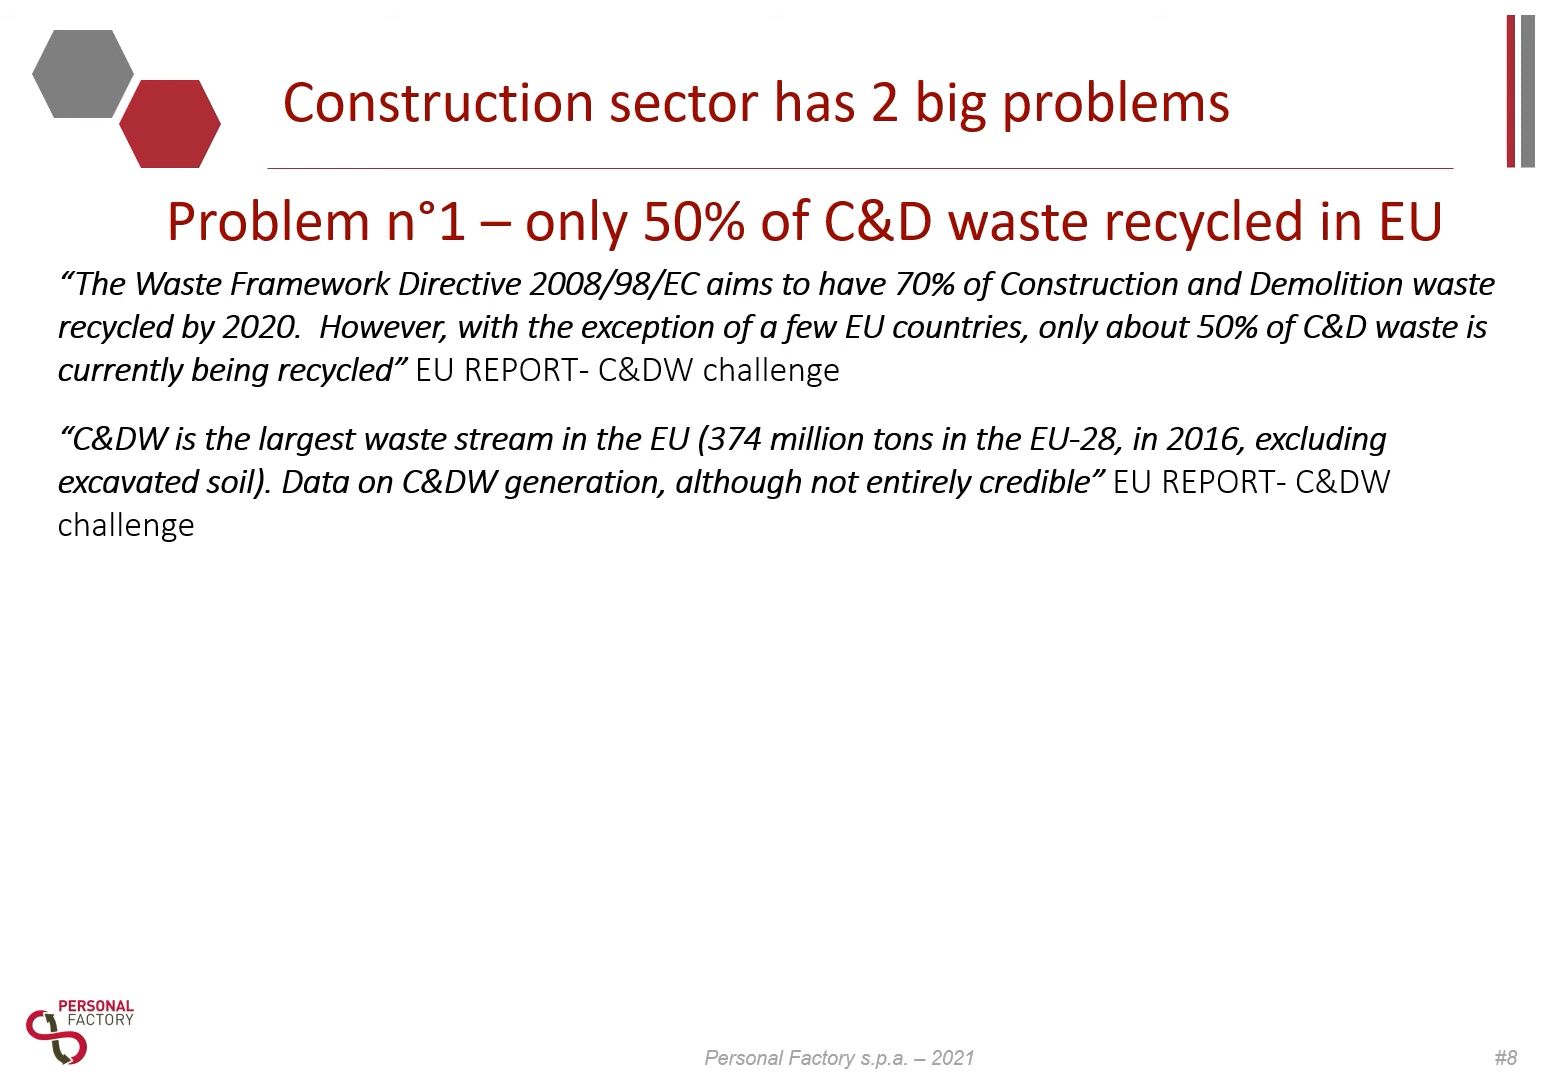 Construction sector has 2 big problems
Problem n°1 – only 50% of C&D waste recycled in EU
“The Waste Framework Directive 2008/98/EC aims to have 70% of Construction and Demolition waste
recycled by 2020.  However, with the exception of a few EU countries, only about 50% of C&D waste is
currently being recycled” EU REPORT- C&DW challenge
“C&DW is the largest waste stream in the EU (374 million tons in the EU-28, in 2016, excluding
excavated soil). Data on C&DW generation, although not entirely credible” EU REPORT- C&DW
challenge
PERSONAL
FACTORY
Personal Factory s.p.a. – 2021
#8